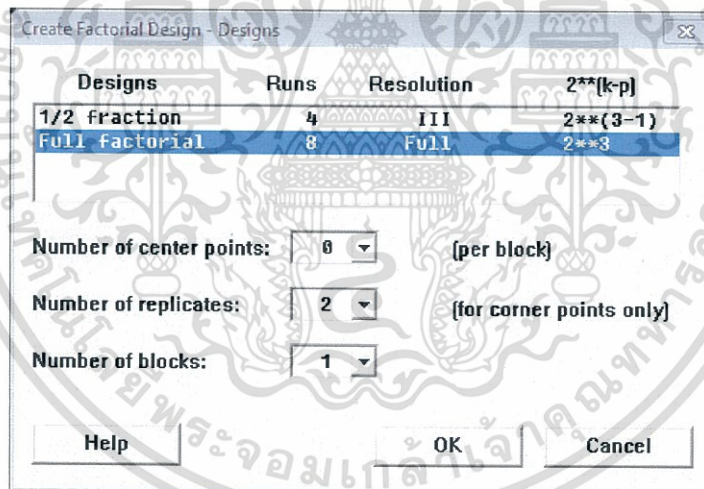 Create Factorial Design - Designs
Designs Runs Resolution 2**(k-p)
1/2 fraction 4 III 2**(3-1)
Full factorial 8 Full 2**3
Number of center points: 0 (per block)
Number of replicates: 2 (for corner points only)
Number of blocks: 1
Help OK Cancel